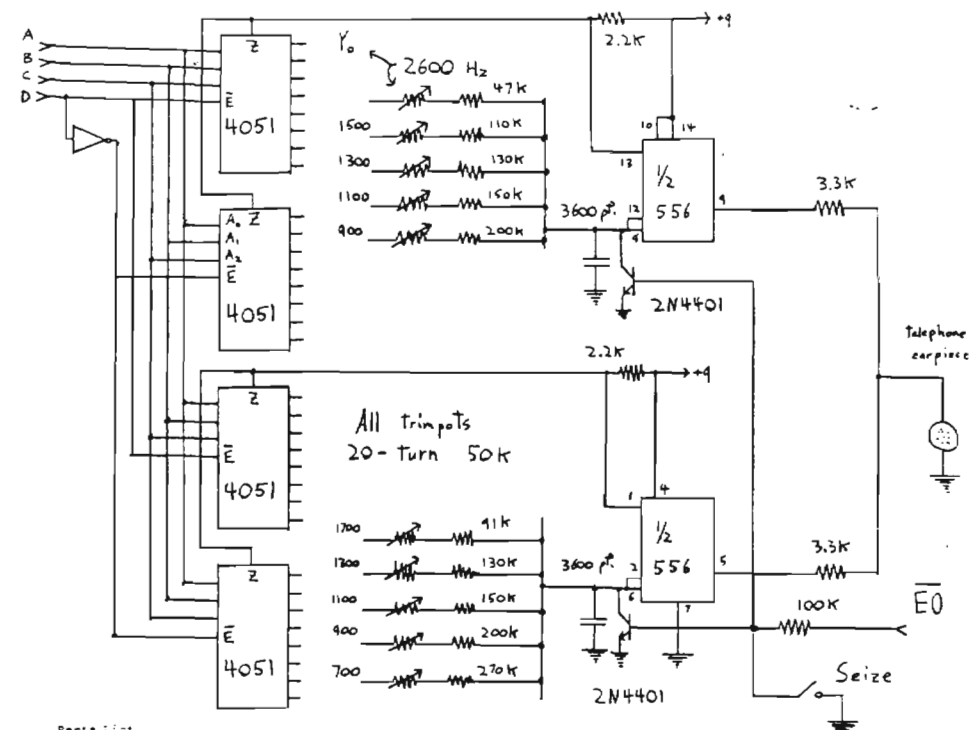 A
B
C
D
Z
E
4051
Z
A₀
A₁
A₂
E
4051
Z
E
4051
Z
E
4051
Y₀
2600 Hz
47K
1500
110K
1300
130K
1100
150K
900
200K
2.2K
+9
10
14
13
1/2
556
12
9
3600 pf.
2N4401
3.3K
telephone
earpiece
2.2K
+9
All trimpots
20-turn 50K
1
4
1/2
556
2
6
5
7
3600 pf.
2N4401
3.3K
1700
91K
1300
130K
1100
150K
900
200K
700
270K
100K
E0
Seize